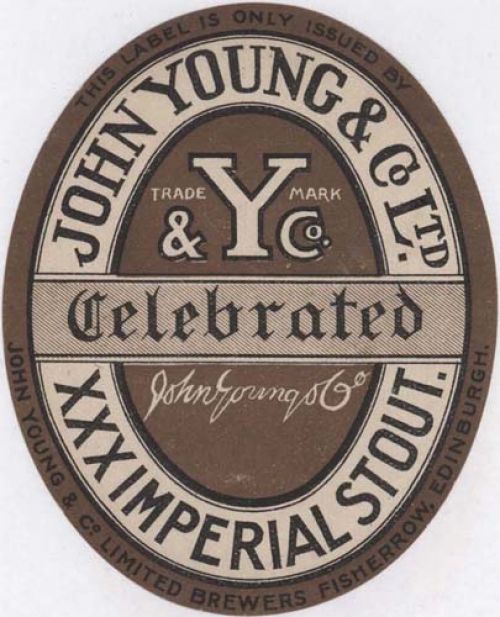 THIS LABEL IS ONLY ISSUED BY
JOHN YOUNG & Co LTD.
TRADE MARK
Y
& Co.
Celebrated
John Young & Co
XXX IMPERIAL STOUT.
JOHN YOUNG & Co LIMITED BREWERS FISHERROW, EDINBURGH.